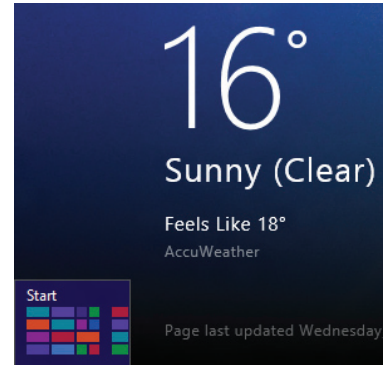 16°
Sunny (Clear)
Feels Like 18°
AccuWeather
Start
Page last updated Wednesday